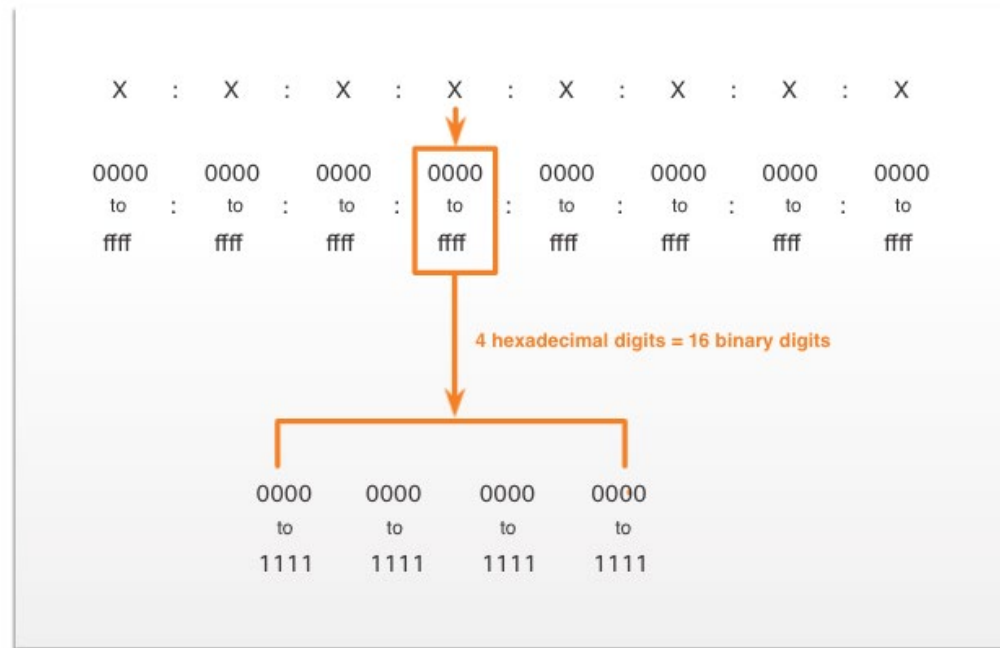 X : X : X : X : X : X : X : X
0000 0000 0000 0000 0000 0000 0000 0000
to : to : to : to : to : to : to : to
ffff ffff ffff ffff ffff ffff ffff ffff
4 hexadecimal digits = 16 binary digits
0000 0000 0000 0000
to to to to
1111 1111 1111 1111